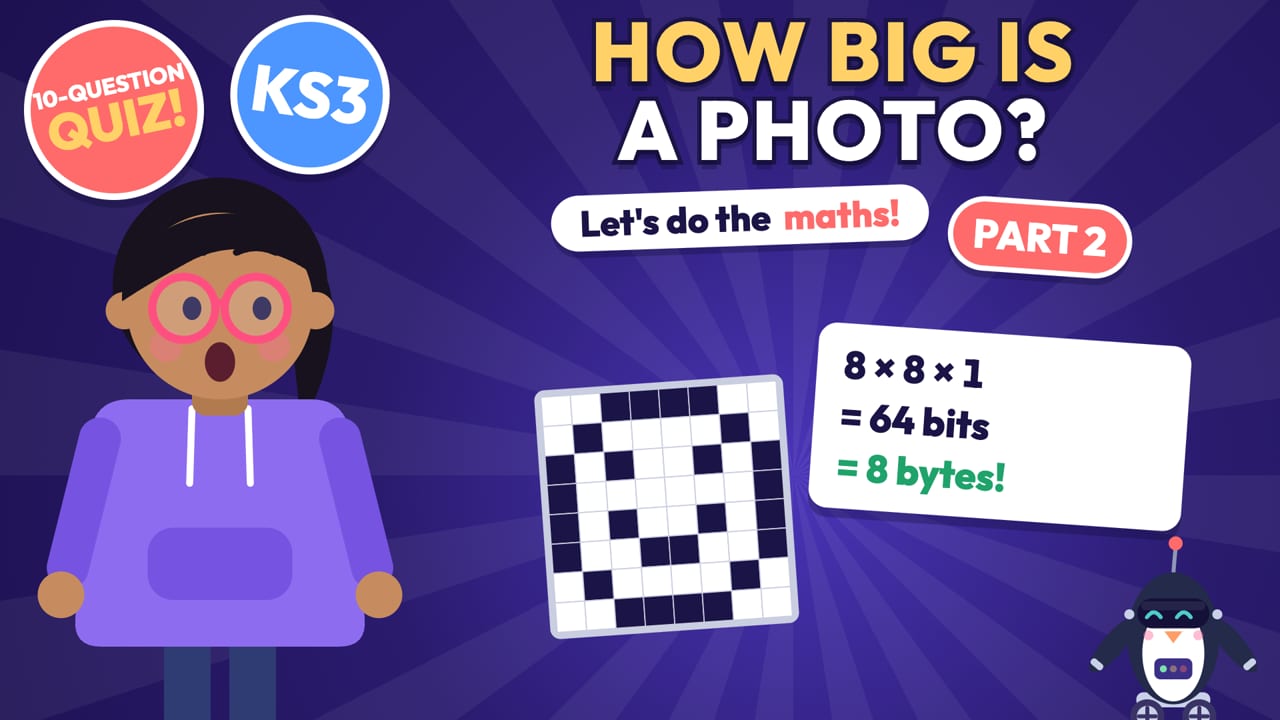 10-QUESTION
QUIZ!
KS3
HOW BIG IS
A PHOTO?
Let's do the maths!
PART 2
8 × 8 × 1
= 64 bits
= 8 bytes!